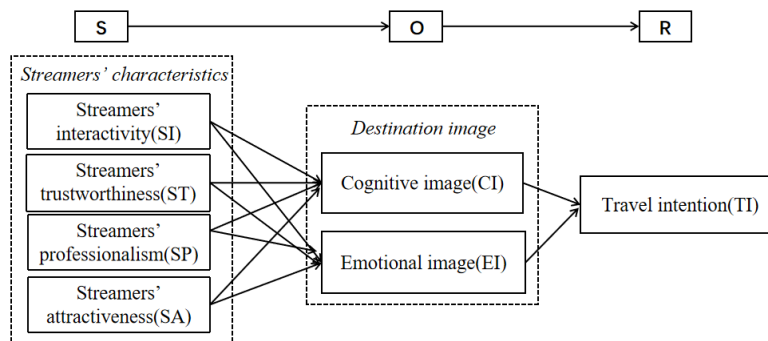 S
O
R
Streamers’ characteristics
Streamers’
interactivity(SI)
Streamers’
trustworthiness(ST)
Streamers’
professionalism(SP)
Streamers’
attractiveness(SA)
Destination image
Cognitive image(CI)
Emotional image(EI)
Travel intention(TI)